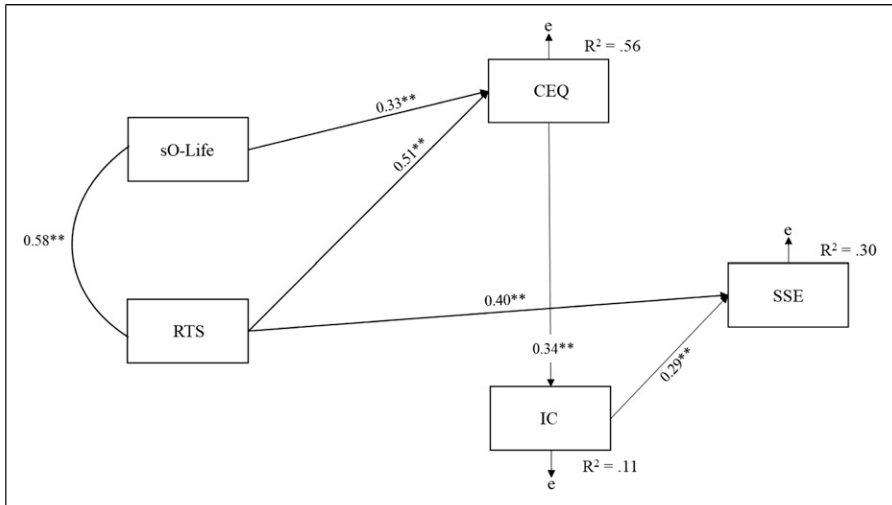 e
R² = .56
CEQ
0.33**
sO-Life
0.51**
0.58**
e
R² = .30
SSE
0.40**
RTS
0.34**
0.29**
IC
R² = .11
e